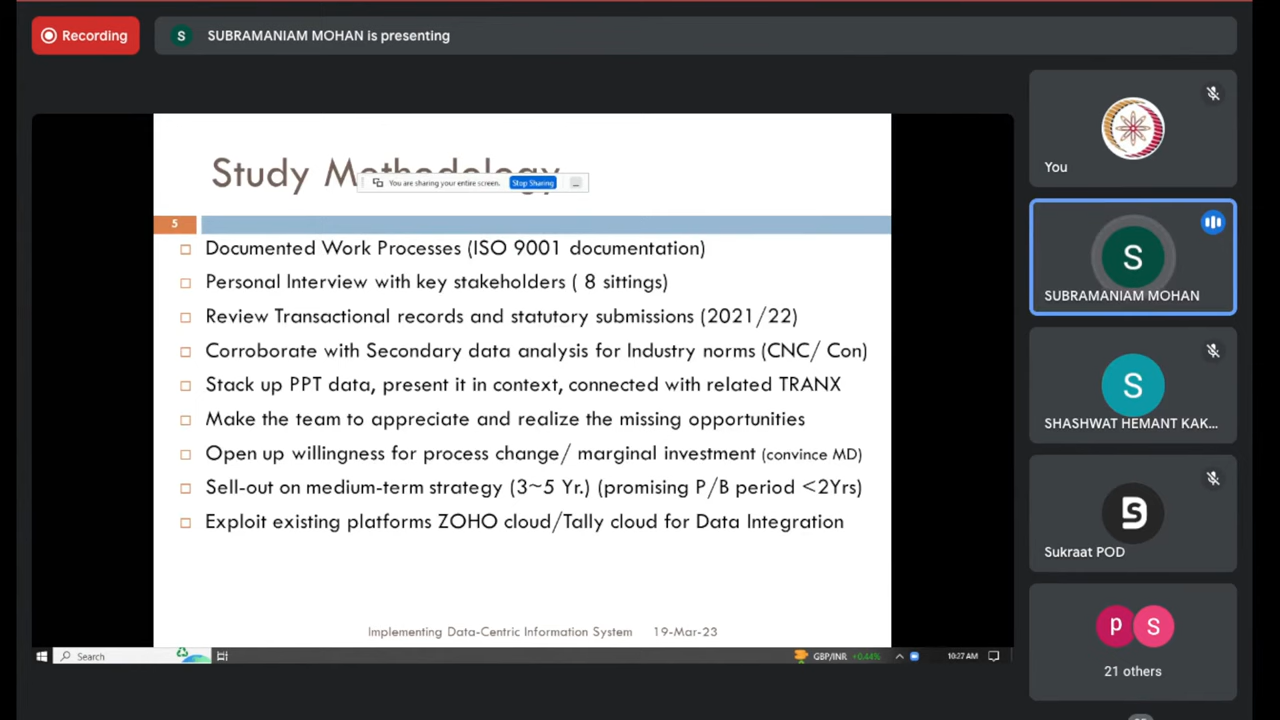 Recording
S
SUBRAMANIAM MOHAN is presenting
You
Study Methodology
You are sharing your entire screen.
Stop Sharing
...
5
Documented Work Processes (ISO 9001 documentation)
Personal Interview with key stakeholders ( 8 sittings)
Review Transactional records and statutory submissions (2021/22)
Corroborate with Secondary data analysis for Industry norms (CNC/ Con)
Stack up PPT data, present it in context, connected with related TRANX
Make the team to appreciate and realize the missing opportunities
Open up willingness for process change/ marginal investment (convince MD)
Sell-out on medium-term strategy (3~5 Yr.) (promising P/B period <2Yrs)
Exploit existing platforms ZOHO cloud/Tally cloud for Data Integration
Implementing Data-Centric Information System 19-Mar-23
Search
GBP/INR +0.44%
10:27 AM
S
SUBRAMANIAM MOHAN
S
SHASHWAT HEMANT KAK...
Sukraat POD
P S
21 others